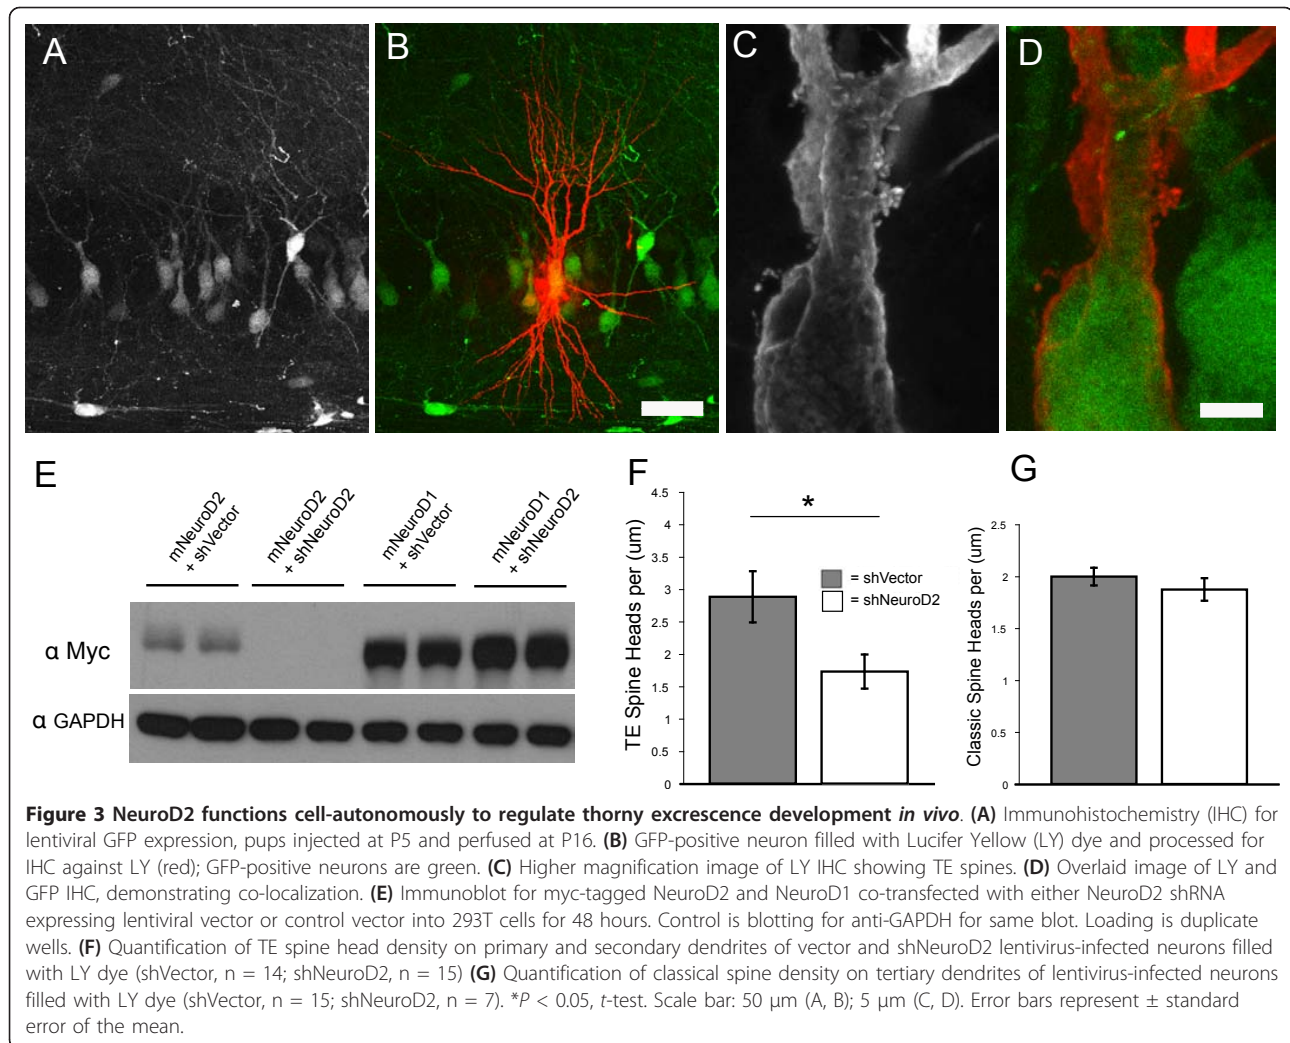 A
B
C
D
E
mNeuroD2
+ shVector
mNeuroD2
+ shNeuroD2
mNeuroD1
+ shVector
mNeuroD1
+ shNeuroD2
α Myc
α GAPDH
F
TE Spine Heads per (um)
4.5
4
3.5
3
2.5
2
1.5
1
0.5
0
*
= shVector
= shNeuroD2
G
Classic Spine Heads per (um)
2.5
2
1.5
1
0.5
0
Figure 3 NeuroD2 functions cell-autonomously to regulate thorny excrescence development in vivo. (A) Immunohistochemistry (IHC) for
lentiviral GFP expression, pups injected at P5 and perfused at P16. (B) GFP-positive neuron filled with Lucifer Yellow (LY) dye and processed for
IHC against LY (red); GFP-positive neurons are green. (C) Higher magnification image of LY IHC showing TE spines. (D) Overlaid image of LY and
GFP IHC, demonstrating co-localization. (E) Immunoblot for myc-tagged NeuroD2 and NeuroD1 co-transfected with either NeuroD2 shRNA
expressing lentiviral vector or control vector into 293T cells for 48 hours. Control is blotting for anti-GAPDH for same blot. Loading is duplicate
wells. (F) Quantification of TE spine head density on primary and secondary dendrites of vector and shNeuroD2 lentivirus-infected neurons filled
with LY dye (shVector, n = 14; shNeuroD2, n = 15) (G) Quantification of classical spine density on tertiary dendrites of lentivirus-infected neurons
filled with LY dye (shVector, n = 15; shNeuroD2, n = 7). *P < 0.05, t-test. Scale bar: 50 μm (A, B); 5 μm (C, D). Error bars represent ± standard
error of the mean.